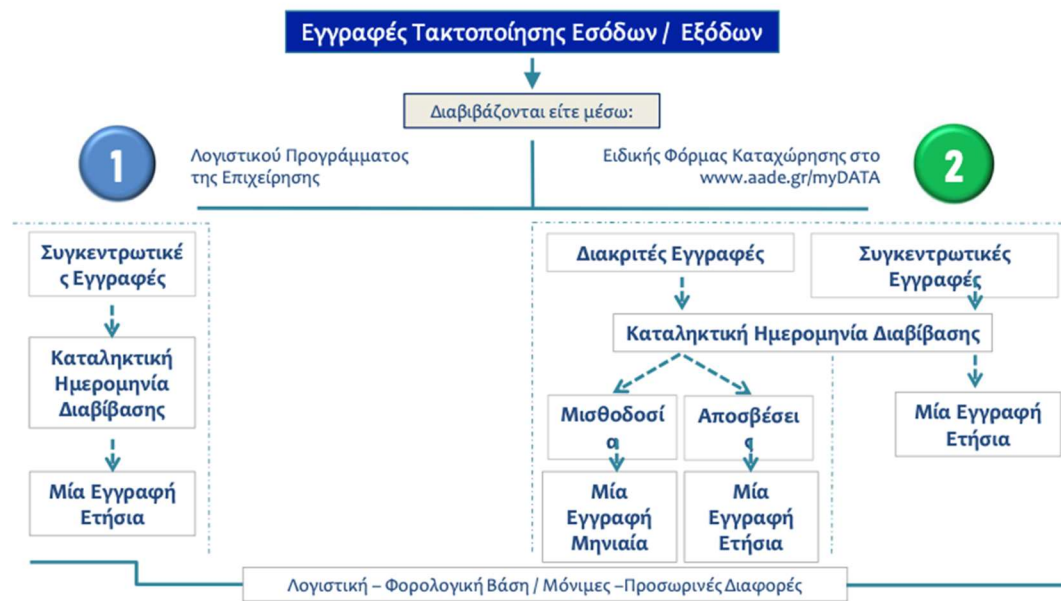 Εγγραφές Τακτοποίησης Εσόδων / Εξόδων
Διαβιβάζονται είτε μέσω:
1
Λογιστικού Προγράμματος
της Επιχείρησης
Ειδικής Φόρμας Καταχώρησης στο
www.aade.gr/myDATA
2
Συγκεντρωτικέ
ς Εγγραφές
Καταληκτική
Ημερομηνία
Διαβίβασης
Μία Εγγραφή
Ετήσια
Διακριτές Εγγραφές
Συγκεντρωτικές
Εγγραφές
Καταληκτική Ημερομηνία Διαβίβασης
Μισθοδοσί
α
Αποσβέσει
ς
Μία Εγγραφή
Ετήσια
Μία
Εγγραφή
Μηνιαία
Μία
Εγγραφή
Ετήσια
Λογιστική – Φορολογική Βάση / Μόνιμες –Προσωρινές Διαφορές